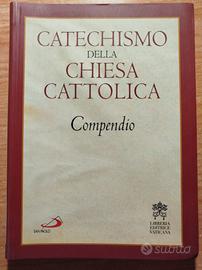 CATECHISMO
DELLA
CHIESA
CATTOLICA
Compendio
SAN PAOLO
LIBRERIA
EDITRICE
VATICANA
subito